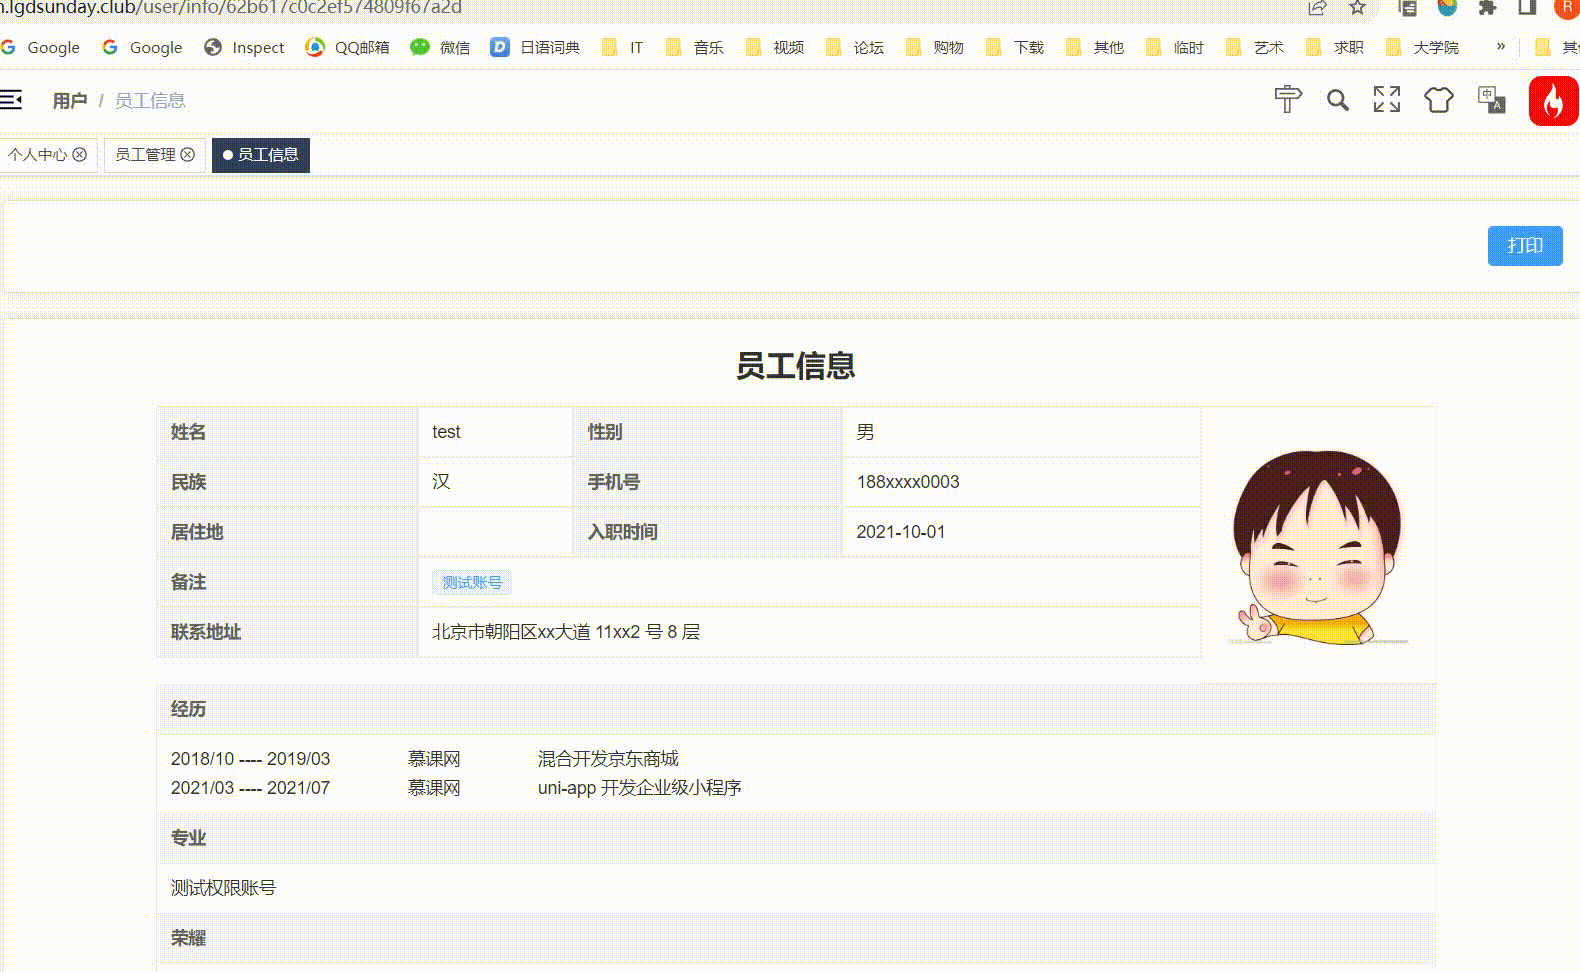 n.lgdsunday.club/user/info/62b617c0c2ef574809f67a2d
Google Google Inspect QQ邮箱 微信 日语词典 IT 音乐 视频 论坛 购物 下载 其他 临时 艺术 求职 大学院 »
用户 / 员工信息
个人中心 员工管理 员工信息
打印
员工信息
姓名 test 性别 男
民族 汉 手机号 188xxxx0003
居住地 入职时间 2021-10-01
备注 测试账号
联系地址 北京市朝阳区xx大道 11xx2 号 8 层
经历
2018/10 ---- 2019/03 慕课网 混合开发京东商城
2021/03 ---- 2021/07 慕课网 uni-app 开发企业级小程序
专业
测试权限账号
荣耀